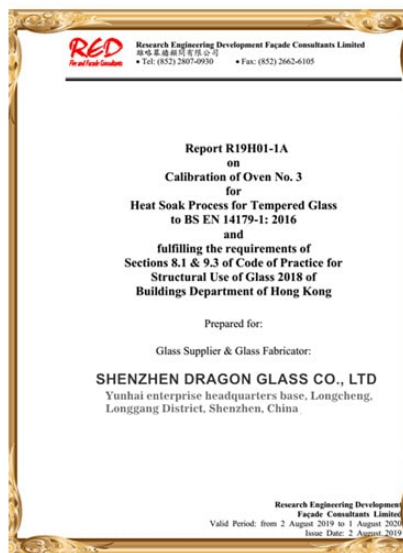 RED
Fire and Façade Consultants
Research Engineering Development Façade Consultants Limited
雄略幕牆顧問有限公司
• Tel: (852) 2807-0930 • Fax: (852) 2662-6105
Report R19H01-1A
on
Calibration of Oven No. 3
for
Heat Soak Process for Tempered Glass
to BS EN 14179-1: 2016
and
fulfilling the requirements of
Sections 8.1 & 9.3 of Code of Practice for
Structural Use of Glass 2018 of
Buildings Department of Hong Kong
Prepared for:
Glass Supplier & Glass Fabricator:
SHENZHEN DRAGON GLASS CO., LTD
Yunhai enterprise headquarters base, Longcheng,
Longgang District, Shenzhen, China
Research Engineering Development
Façade Consultants Limited
Valid Period: from 2 August 2019 to 1 August 2020
Issue Date: 2 August 2019